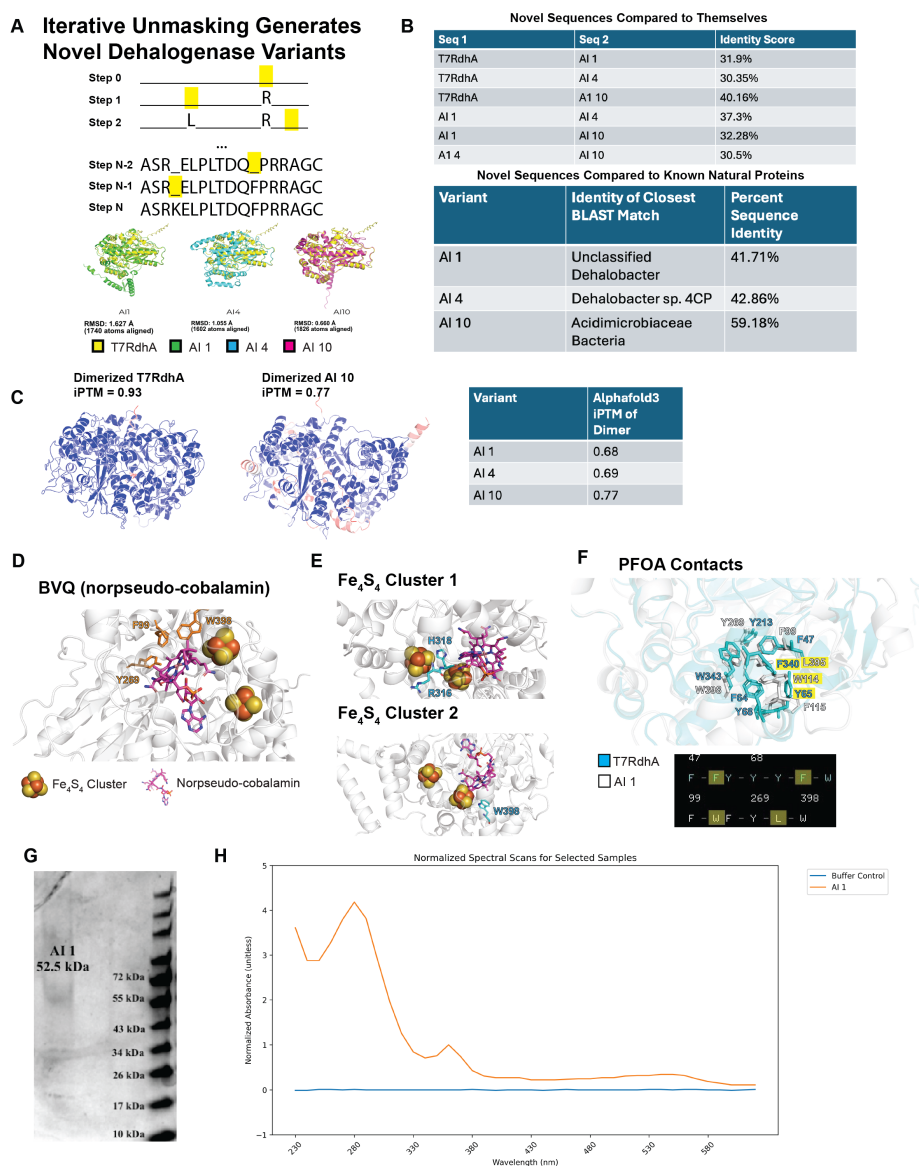 A
Iterative Unmasking Generates
Novel Dehalogenase Variants
Step 0
Step 1
R
Step 2
L
R
...
Step N-2
ASR_ELPLTDQ_PRRAGC
Step N-1
ASR_ELPLTDQFPRRAGC
Step N
ASRKELPLTDQFPRRAGC
AI1
AI4
AI10
RMSD: 1.627 Å
(1740 atoms aligned)
RMSD: 1.055 Å
(1602 atoms aligned)
RMSD: 0.660 Å
(1826 atoms aligned)
T7RdhA
AI 1
AI 4
AI 10
B
Novel Sequences Compared to Themselves
Seq 1 Seq 2 Identity Score
T7RdhA AI 1 31.9%
T7RdhA AI 4 30.35%
T7RdhA A1 10 40.16%
AI 1 AI 4 37.3%
AI 1 AI 10 32.28%
A1 4 AI 10 30.5%
Novel Sequences Compared to Known Natural Proteins
Variant
Identity of Closest
BLAST Match
Percent
Sequence
Identity
AI 1
Unclassified
Dehalobacter
41.71%
AI 4
Dehalobacter sp. 4CP
42.86%
AI 10
Acidimicrobiaceae
Bacteria
59.18%
C
Dimerized T7RdhA
iPTM = 0.93
Dimerized AI 10
iPTM = 0.77
Variant
Alphafold3
iPTM of
Dimer
AI 1 0.68
AI 4 0.69
AI 10 0.77
D
BVQ (norpseudo-cobalamin)
F99
W398
Y269
Fe4S4 Cluster
Norpseudo-cobalamin
E
Fe4S4 Cluster 1
H318
R316
Fe4S4 Cluster 2
W398
F
PFOA Contacts
Y269
Y213
F99
F47
F340
L395
W343
W114
W398
F64
Y65
Y68
F115
T7RdhA
AI 1
47 68
F - F Y - Y - Y - F - W
99 269 398
F - W F - Y - L - W
G
AI 1
52.5 kDa
72 kDa
55 kDa
43 kDa
34 kDa
26 kDa
17 kDa
10 kDa
H
Normalized Spectral Scans for Selected Samples
Buffer Control
AI 1
Normalized Absorbance (unitless)
5
4
3
2
1
0
−1
230
280
330
380
430
480
530
580
Wavelength (nm)